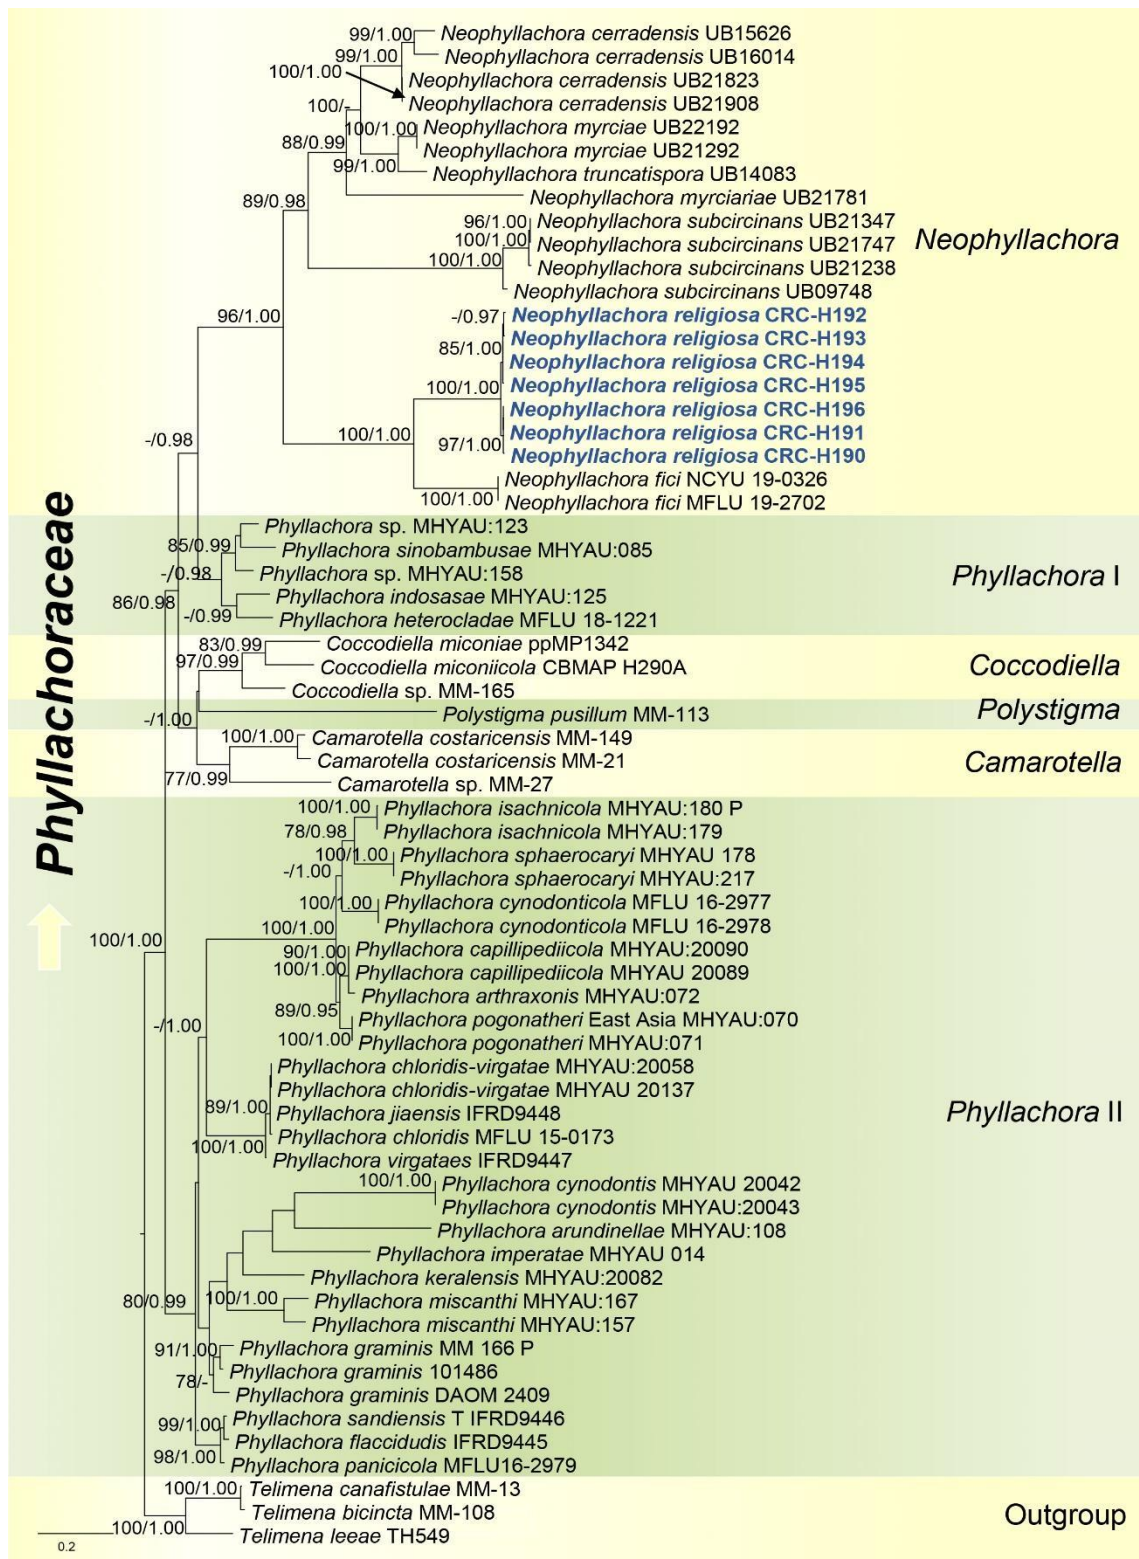 99/1.00
Neophyllachora cerradensis UB15626
99/1.00
Neophyllachora cerradensis UB16014
100/1.00
Neophyllachora cerradensis UB21823
Neophyllachora cerradensis UB21908
100/-
100/1.00
Neophyllachora myrciae UB22192
88/0.99
Neophyllachora myrciae UB21292
99/1.00
Neophyllachora truncatispora UB14083
89/0.98
Neophyllachora myrciariae UB21781
96/1.00
Neophyllachora subcircinans UB21347
100/1.00
Neophyllachora subcircinans UB21747
100/1.00
Neophyllachora subcircinans UB21238
Neophyllachora subcircinans UB09748
Neophyllachora
96/1.00
-/0.97
Neophyllachora religiosa CRC-H192
Neophyllachora religiosa CRC-H193
85/1.00
Neophyllachora religiosa CRC-H194
100/1.00
Neophyllachora religiosa CRC-H195
Neophyllachora religiosa CRC-H196
100/1.00
Neophyllachora religiosa CRC-H191
97/1.00
Neophyllachora religiosa CRC-H190
-/0.98
Neophyllachora fici NCYU 19-0326
100/1.00
Neophyllachora fici MFLU 19-2702
Phyllachoraceae
Phyllachora sp. MHYAU:123
85/0.99
Phyllachora sinobambusae MHYAU:085
-/0.98
Phyllachora sp. MHYAU:158
86/0.98
Phyllachora indosasae MHYAU:125
-/0.99
Phyllachora heterocladae MFLU 18-1221
Phyllachora I
83/0.99
Coccodiella miconiae ppMP1342
97/0.99
Coccodiella miconiicola CBMAP H290A
Coccodiella sp. MM-165
Coccodiella
-/1.00
Polystigma pusillum MM-113
Polystigma
100/1.00
Camarotella costaricensis MM-149
Camarotella costaricensis MM-21
77/0.99
Camarotella sp. MM-27
Camarotella
100/1.00
Phyllachora isachnicola MHYAU:180 P
78/0.98
Phyllachora isachnicola MHYAU:179
100/1.00
Phyllachora sphaerocaryi MHYAU 178
-/1.00
Phyllachora sphaerocaryi MHYAU:217
100/1.00
Phyllachora cynodonticola MFLU 16-2977
100/1.00
Phyllachora cynodonticola MFLU 16-2978
100/1.00
90/1.00
Phyllachora capillipediicola MHYAU:20090
100/1.00
Phyllachora capillipediicola MHYAU 20089
Phyllachora arthraxonis MHYAU:072
89/0.95
Phyllachora pogonatheri East Asia MHYAU:070
-/1.00
100/1.00
Phyllachora pogonatheri MHYAU:071
Phyllachora chloridis-virgatae MHYAU:20058
Phyllachora chloridis-virgatae MHYAU 20137
89/1.00
Phyllachora jiaensis IFRD9448
Phyllachora II
Phyllachora chloridis MFLU 15-0173
100/1.00
Phyllachora virgataes IFRD9447
100/1.00
Phyllachora cynodontis MHYAU 20042
Phyllachora cynodontis MHYAU:20043
Phyllachora arundinellae MHYAU:108
Phyllachora imperatae MHYAU 014
Phyllachora keralensis MHYAU:20082
80/0.99
100/1.00
Phyllachora miscanthi MHYAU:167
Phyllachora miscanthi MHYAU:157
91/1.00
Phyllachora graminis MM 166 P
Phyllachora graminis 101486
78/-
Phyllachora graminis DAOM 2409
99/1.00
Phyllachora sandiensis T IFRD9446
Phyllachora flaccidudis IFRD9445
98/1.00
Phyllachora panicicola MFLU16-2979
100/1.00
Telimena canafistulae MM-13
Telimena bicincta MM-108
Outgroup
100/1.00
Telimena leeae TH549
0.2